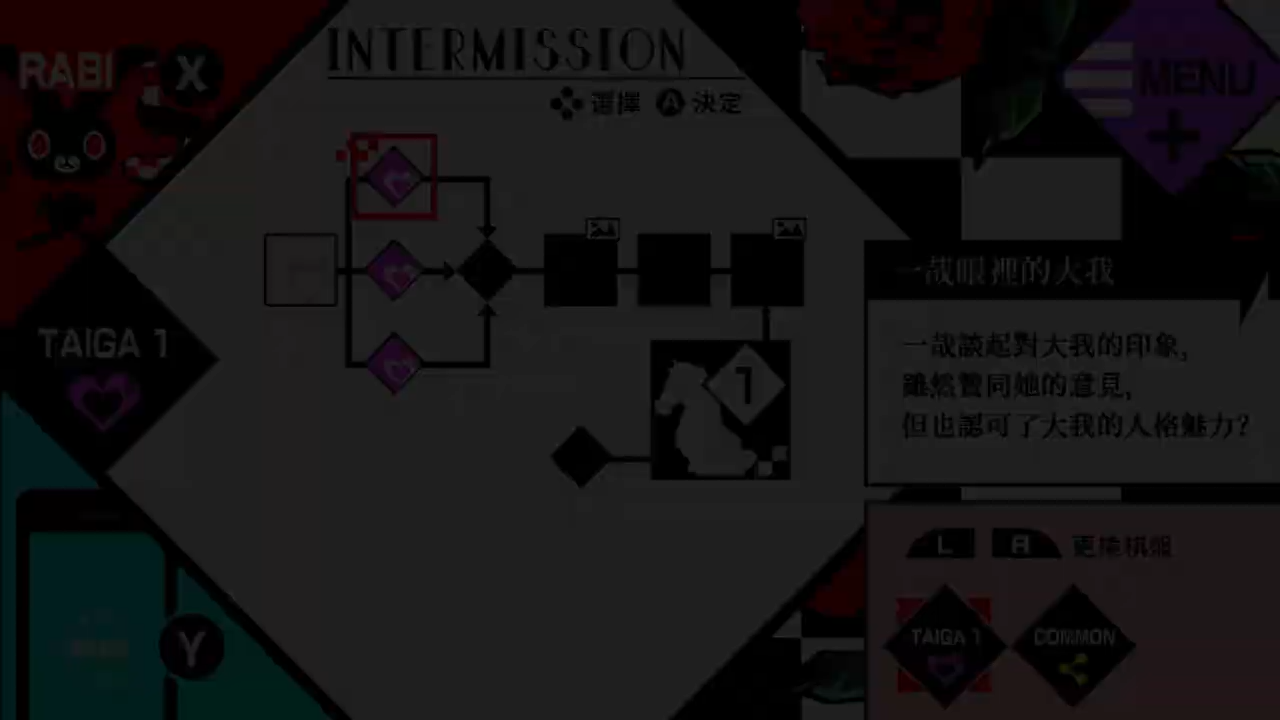 INTERMISSION
選擇 A 決定
RABI X
MENU
TAIGA 1
1
一哉眼裡的大我
一哉談起對大我的印象,
雖然贊同她的意見,
但也認可了大我的人格魅力?
L R 更換棋盤
TAIGA 1
COMMON
Y